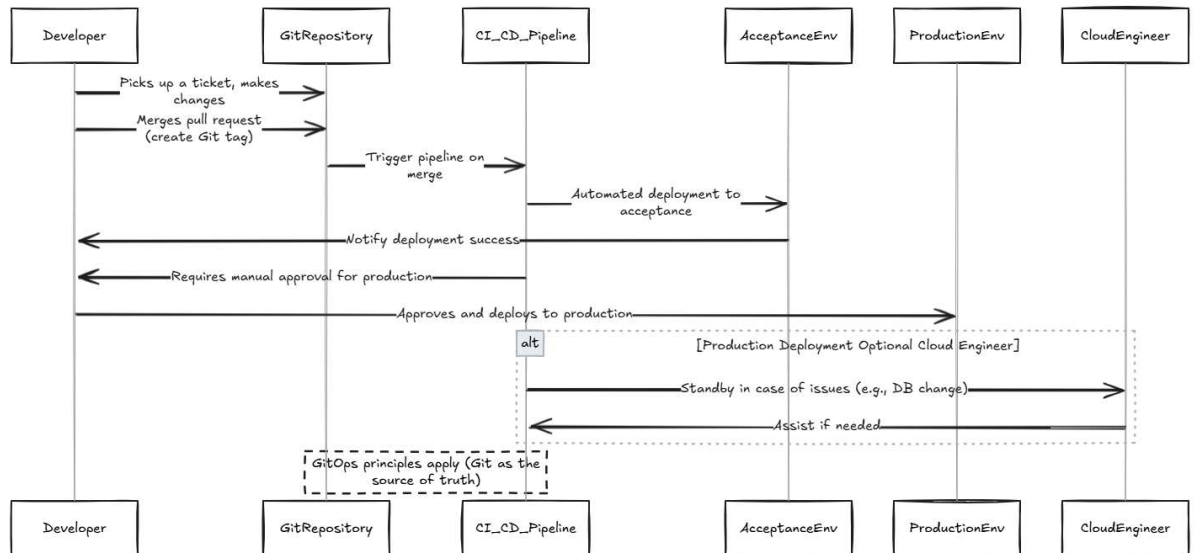 Developer
GitRepository
CI_CD_Pipeline
AcceptanceEnv
ProductionEnv
CloudEngineer
Picks up a ticket, makes
changes
Merges pull request
(create Git tag)
Trigger pipeline on
merge
Automated deployment to
acceptance
Notify deployment success
Requires manual approval for production
Approves and deploys to production
alt
[Production Deployment Optional Cloud Engineer]
Standby in case of issues (e.g., DB change)
Assist if needed
GitOps principles apply (Git as the
source of truth)
Developer
GitRepository
CI_CD_Pipeline
AcceptanceEnv
ProductionEnv
CloudEngineer